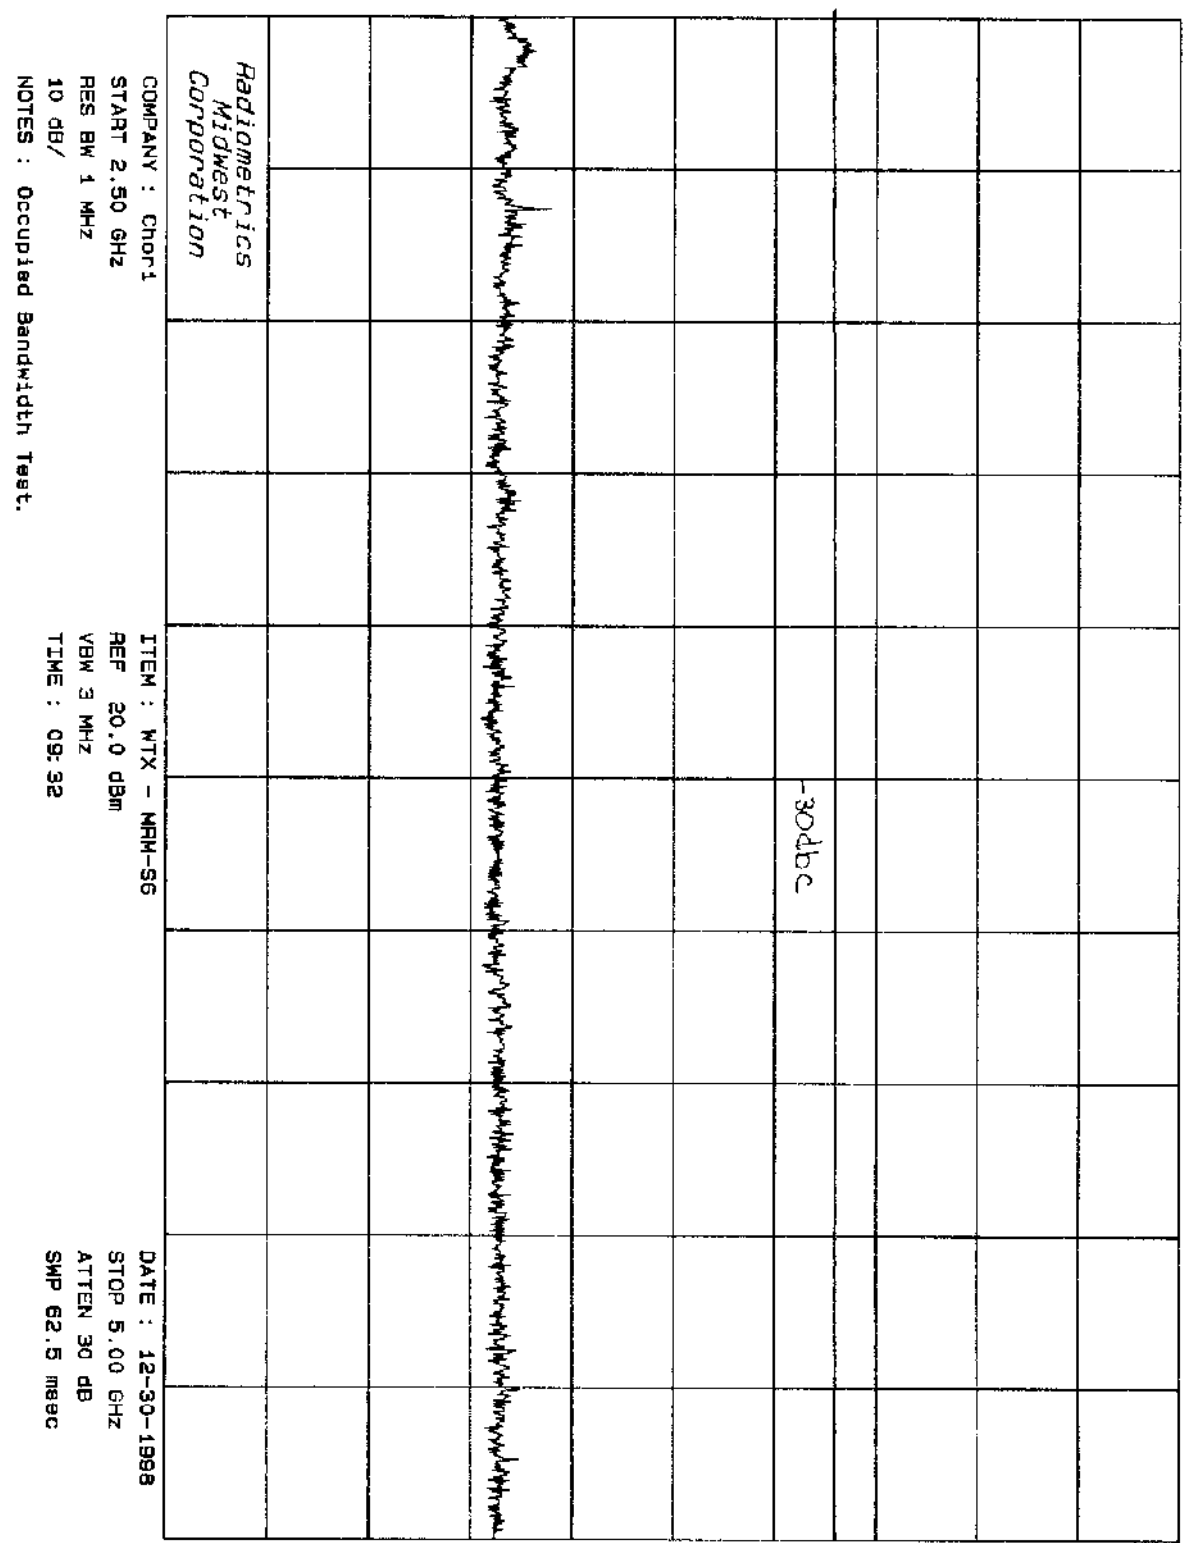 -30dbc
Radiometrics
Midwest
Corporation
COMPANY : Chori
ITEM : WTX - MRM-S6
DATE : 12-30-1998
START 2.50 GHz
REF 20.0 dBm
STOP 5.00 GHz
RES BW 1 MHz
VBW 3 MHz
ATTEN 30 dB
10 dB/
TIME : 09:32
SWP 62.5 msec
NOTES : Occupied Bandwidth Test.